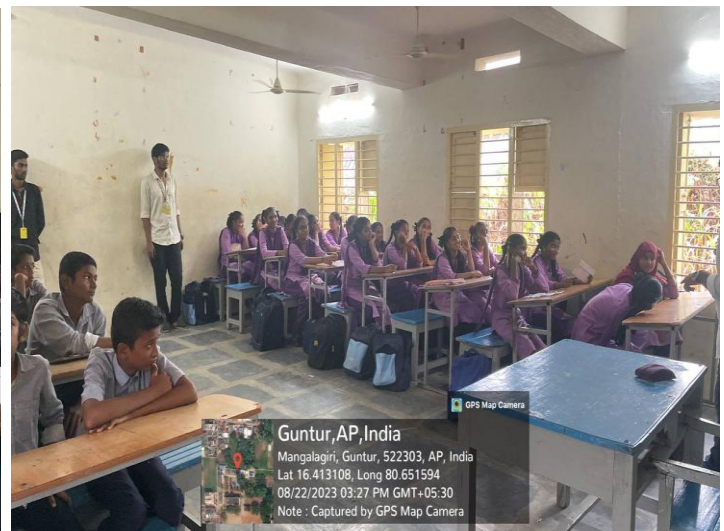 GPS Map Camera
Guntur,AP,India
Mangalagiri, Guntur, 522303, AP, India
Lat 16.413108, Long 80.651594
08/22/2023 03:27 PM GMT+05:30
Note : Captured by GPS Map Camera